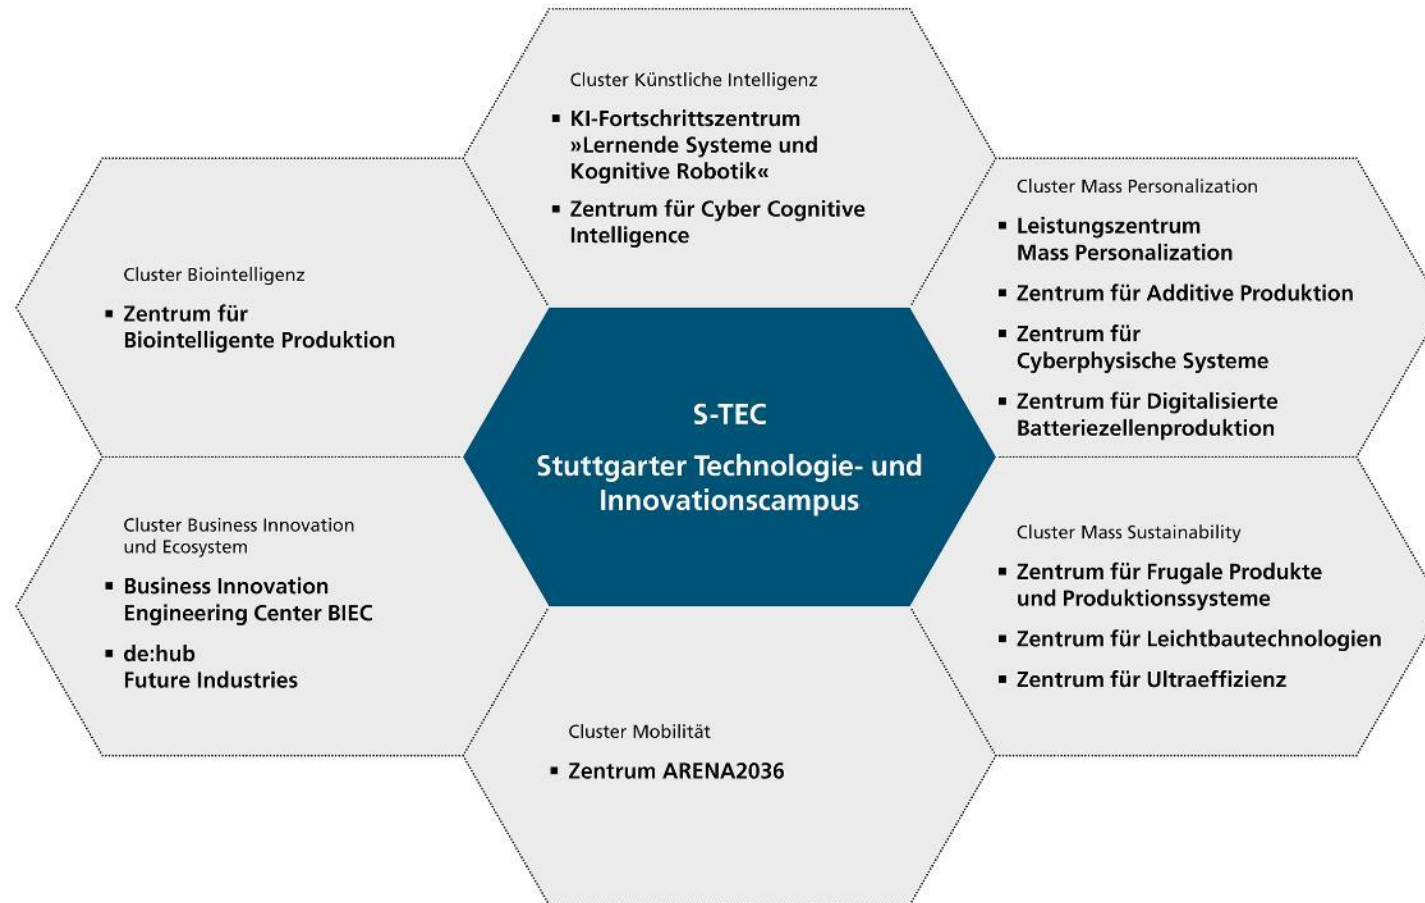 Cluster Künstliche Intelligenz
▪ KI-Fortschrittszentrum
»Lernende Systeme und
Kognitive Robotik«
▪ Zentrum für Cyber Cognitive
Intelligence
Cluster Mass Personalization
▪ Leistungszentrum
Mass Personalization
▪ Zentrum für Additive Produktion
▪ Zentrum für
Cyberphysische Systeme
▪ Zentrum für Digitalisierte
Batteriezellenproduktion
Cluster Biointelligenz
▪ Zentrum für
Biointelligente Produktion
S-TEC
Stuttgarter Technologie- und
Innovationscampus
Cluster Business Innovation
und Ecosystem
▪ Business Innovation
Engineering Center BIEC
▪ de:hub
Future Industries
Cluster Mass Sustainability
▪ Zentrum für Frugale Produkte
und Produktionssysteme
▪ Zentrum für Leichtbautechnologien
▪ Zentrum für Ultraeffizienz
Cluster Mobilität
▪ Zentrum ARENA2036